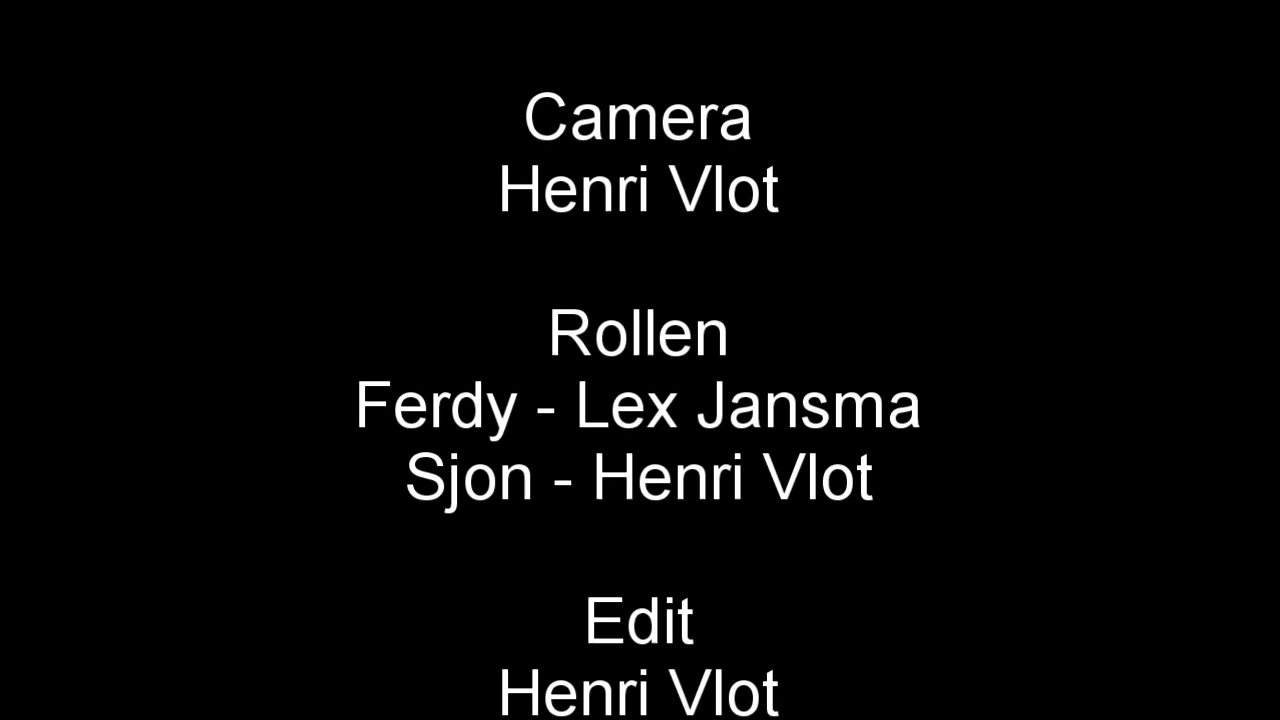 Camera
Henri Vlot
Rollen
Ferdy - Lex Jansma
Sjon - Henri Vlot
Edit
Henri Vlot